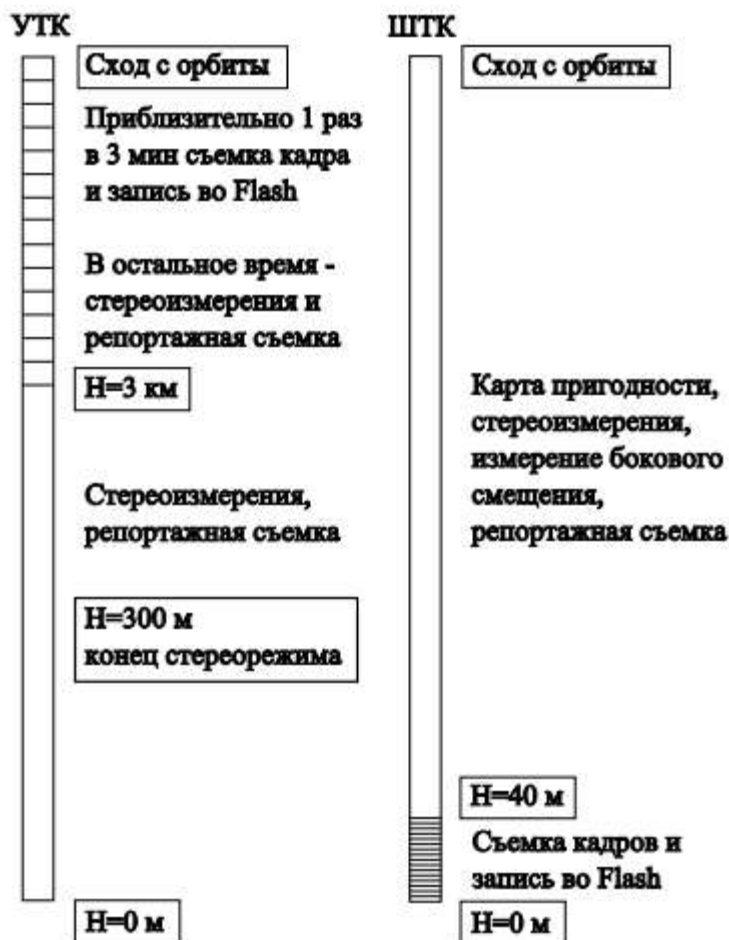 УТК
Сход с орбиты
Приблизительно 1 раз
в 3 мин съемка кадра
и запись во Flash
В остальное время -
стереоизмерения и
репортажная съемка
Н=3 км
Стереоизмерения,
репортажная съемка
Н=300 м
конец стереорежима
Н=0 м
ШТК
Сход с орбиты
Карта пригодности,
стереоизмерения,
измерение бокового
смещения,
репортажная съемка
Н=40 м
Съемка кадров и
запись во Flash
Н=0 м